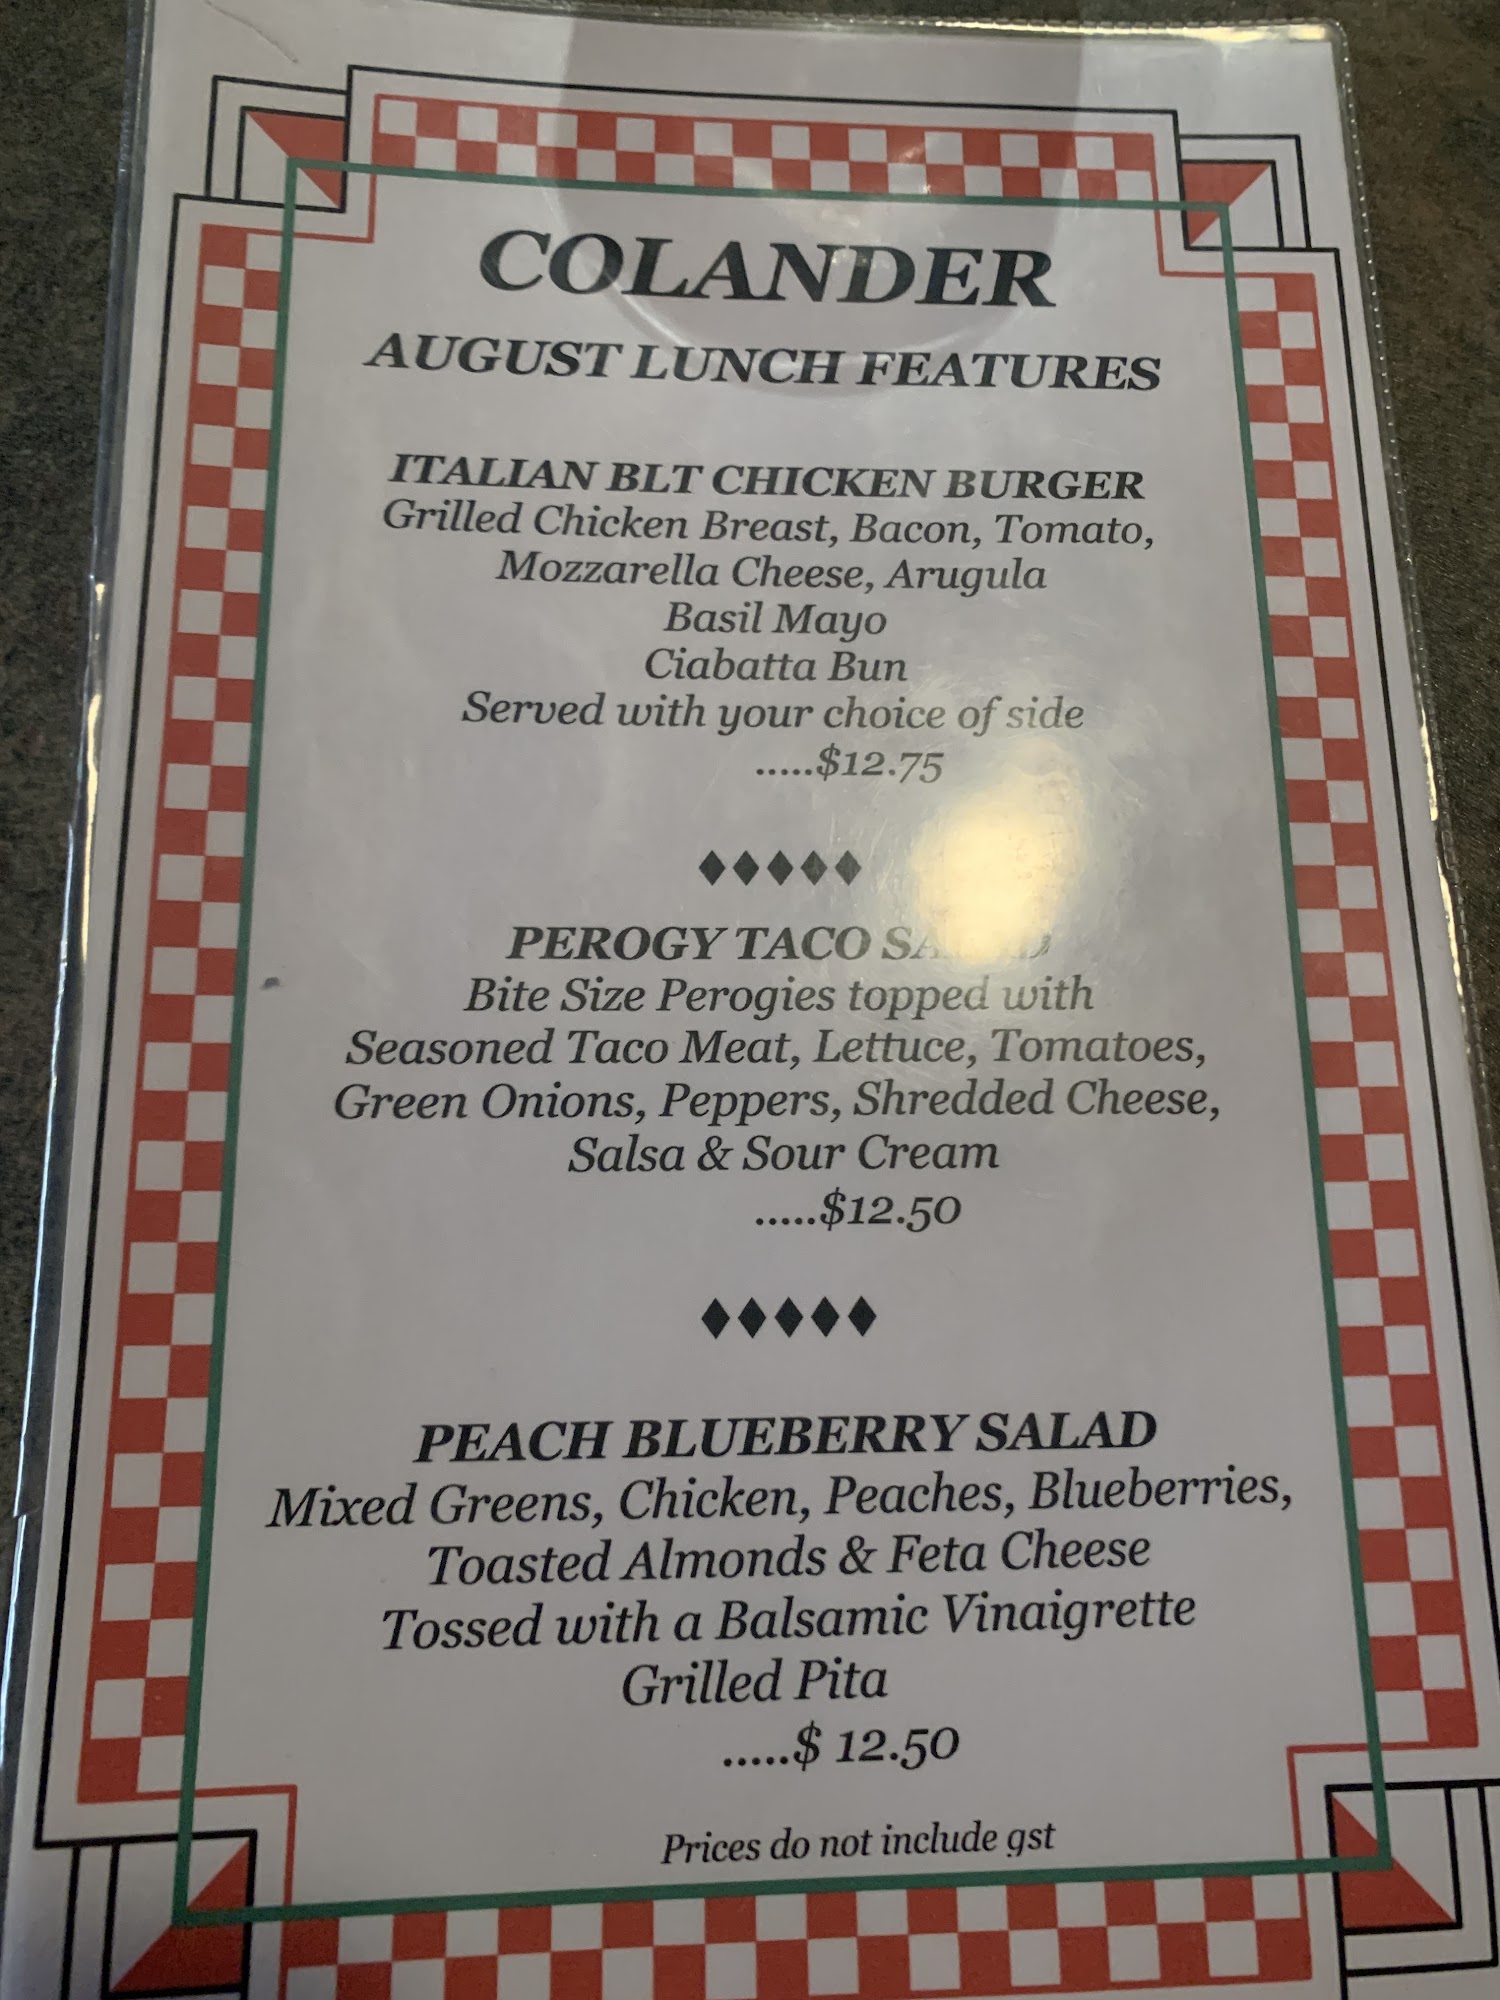 COLANDER
AUGUST LUNCH FEATURES
ITALIAN BLT CHICKEN BURGER
Grilled Chicken Breast, Bacon, Tomato,
Mozzarella Cheese, Arugula
Basil Mayo
Ciabatta Bun
Served with your choice of side
.....$12.75
PEROGY TACO SALAD
Bite Size Perogies topped with
Seasoned Taco Meat, Lettuce, Tomatoes,
Green Onions, Peppers, Shredded Cheese,
Salsa & Sour Cream
.....$12.50
PEACH BLUEBERRY SALAD
Mixed Greens, Chicken, Peaches, Blueberries,
Toasted Almonds & Feta Cheese
Tossed with a Balsamic Vinaigrette
Grilled Pita
.....$ 12.50
Prices do not include gst